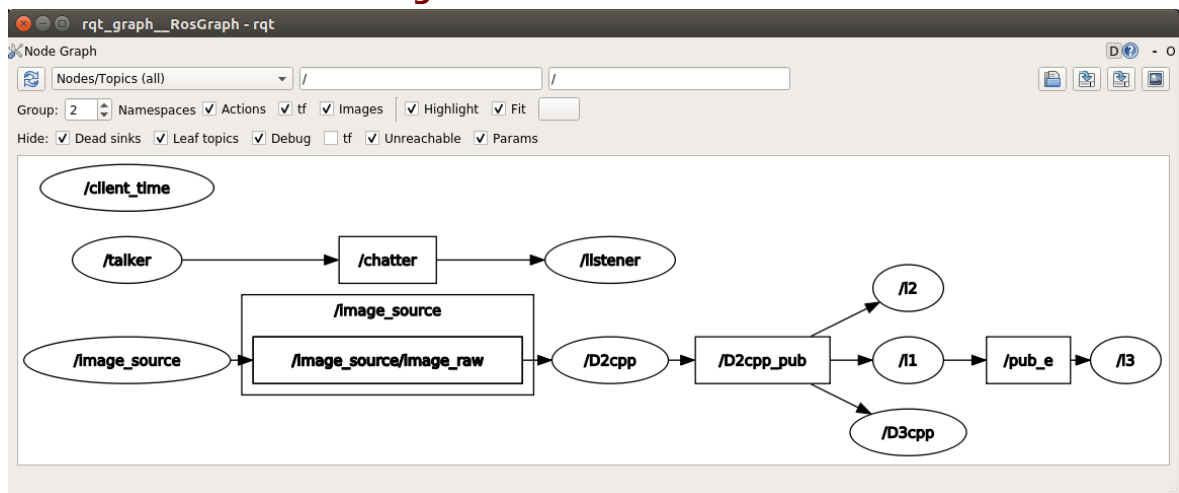 rqt_graph__RosGraph - rqt
Node Graph
D - O
Nodes/Topics (all) / /
Group: 2 Namespaces Actions tf Images Highlight Fit
Hide: Dead sinks Leaf topics Debug tf Unreachable Params
/client_time
/talker /chatter /listener
/l2
/image_source
/image_source /image_source/image_raw /D2cpp /D2cpp_pub /l1 /pub_e /l3
/D3cpp